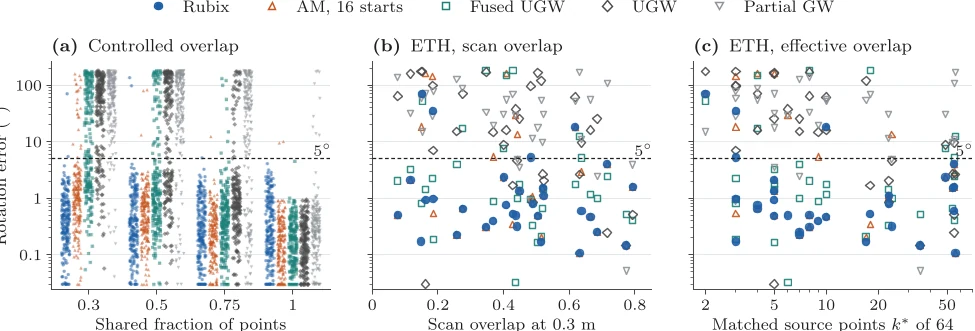 Rubix AM, 16 starts Fused UGW UGW Partial GW
(a) Controlled overlap
(b) ETH, scan overlap
(c) ETH, effective overlap
Rotation error (
100
10
1
0.1
5°
5°
5°
0.3 0.5 0.75 1
0 0.2 0.4 0.6 0.8
2 5 10 20 50
Shared fraction of points
Scan overlap at 0.3 m
Matched source points k* of 64